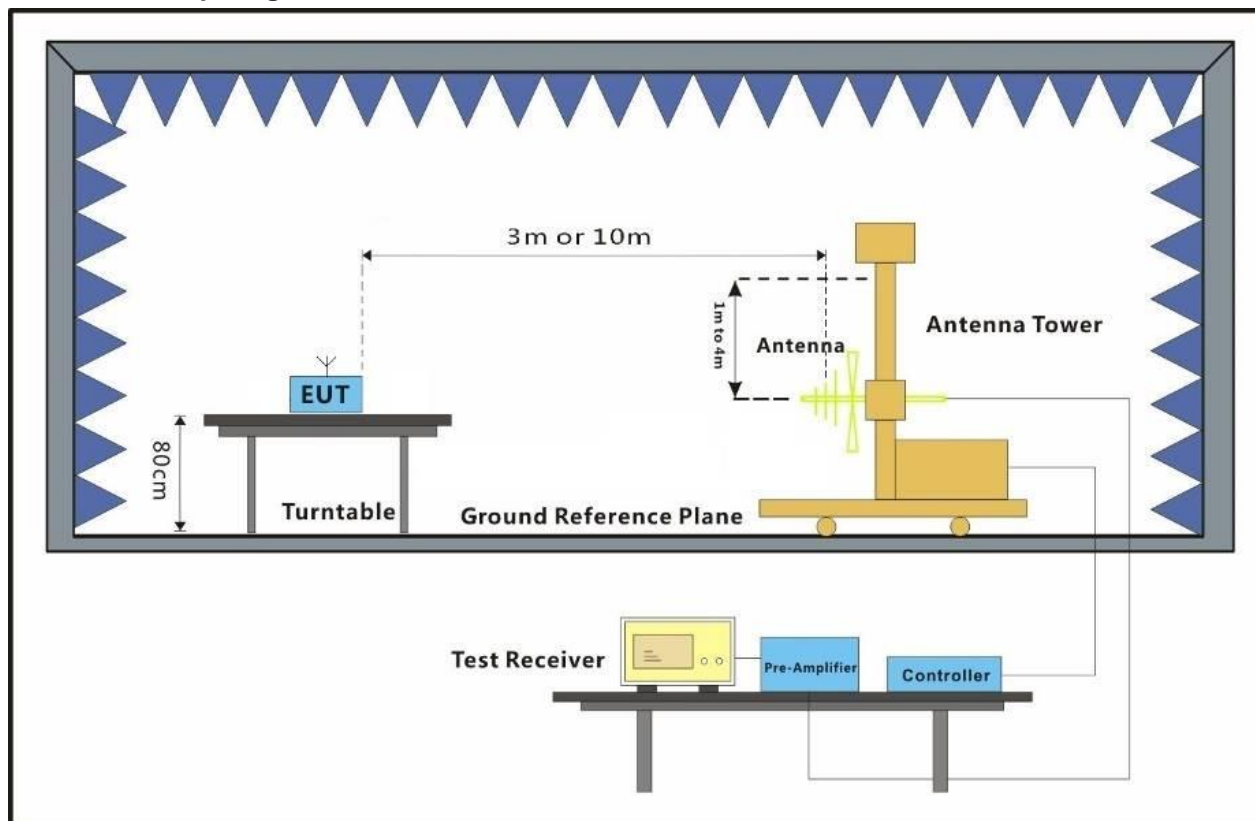 3m or 10m
1m to 4m
Antenna Tower
Antenna
EUT
80cm
Turntable
Ground Reference Plane
Test Receiver
Pre-Amplifier
Controller